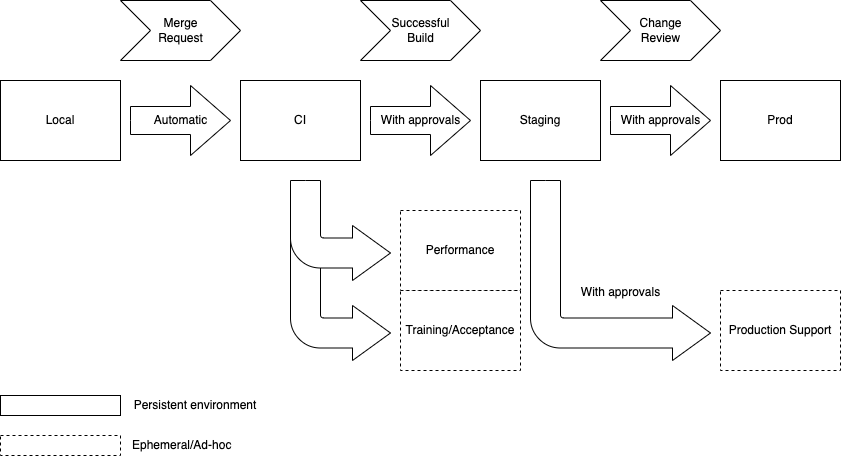 Merge
Request
Successful
Build
Change
Review
Local
Automatic
CI
With approvals
Staging
With approvals
Prod
Performance
With approvals
Training/Acceptance
Production Support
Persistent environment
Ephemeral/Ad-hoc